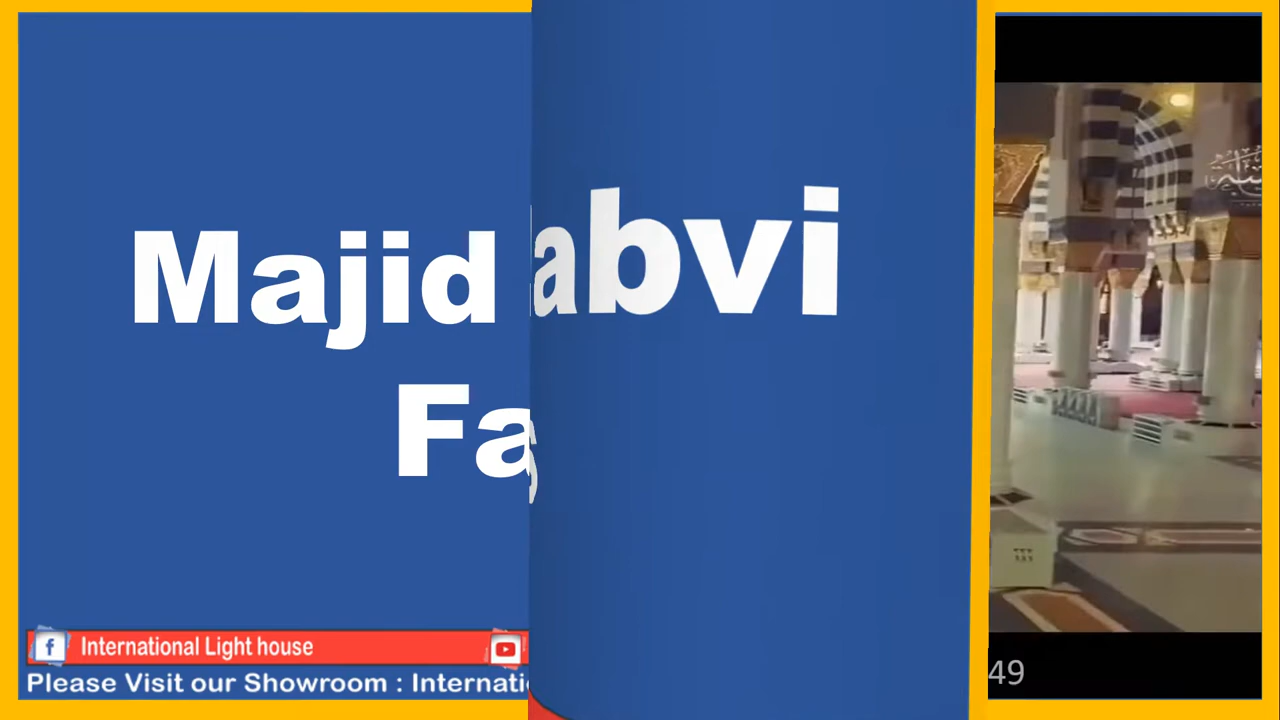 Majid abvi
Fa
International Light house
Please Visit our Showroom : Internati
49